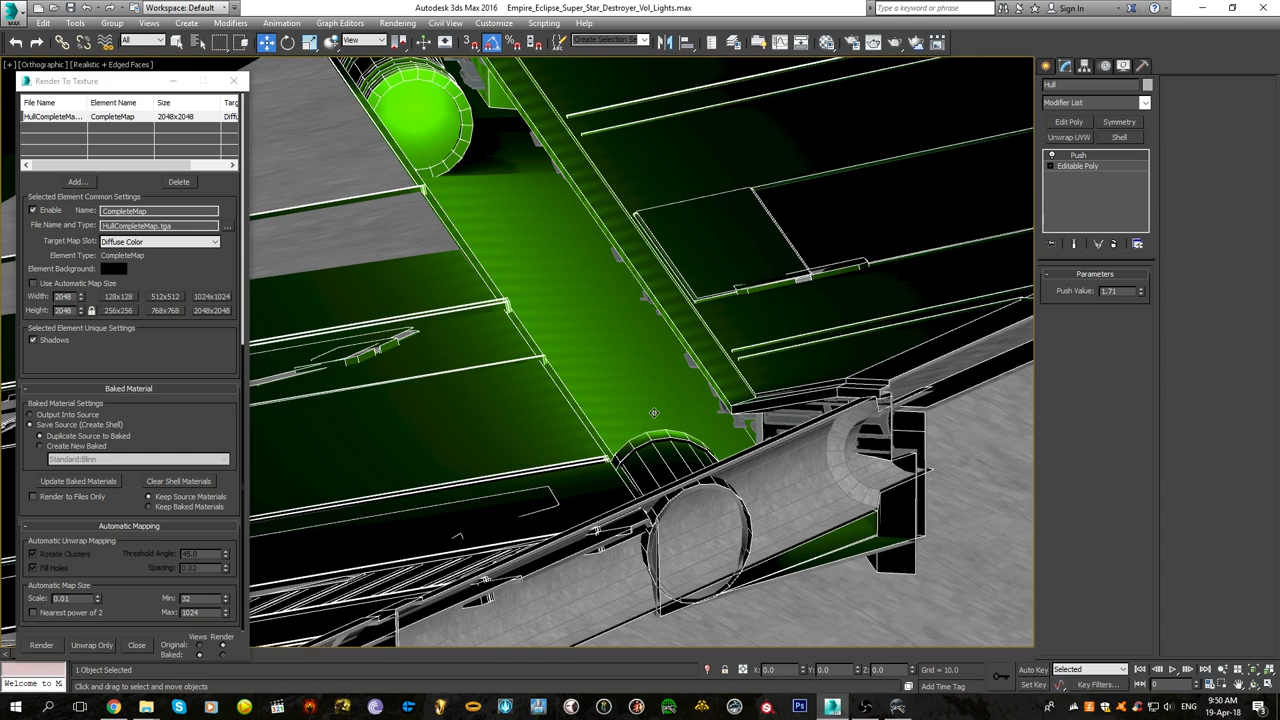 MAX
Workspace: Default
Autodesk 3ds Max 2016
Empire_Eclipse_Super_Star_Destroyer_Vol_Lights.max
Type a keyword or phrase
Sign In
Edit Tools Group Views Create Modifiers Animation Graph Editors Rendering Civil View Customize Scripting Help
All
View
Create Selection Se
[+] [Orthographic] [Realistic + Edged Faces]
Render To Texture
File Name Element Name Size Targ
HullCompleteMa... CompleteMap 2048x2048 Diffu
Add... Delete
Selected Element Common Settings
Enable Name: CompleteMap
File Name and Type: HullCompleteMap.tga ...
Target Map Slot: Diffuse Color
Element Type: CompleteMap
Element Background:
Use Automatic Map Size
Width: 2048 128x128 512x512 1024x1024
Height: 2048 256x256 768x768 2048x2048
Selected Element Unique Settings
Shadows
Baked Material
Baked Material Settings
Output Into Source
Save Source (Create Shell)
Duplicate Source to Baked
Create New Baked
Standard:Blinn
Update Baked Materials Clear Shell Materials
Render to Files Only Keep Source Materials
Keep Baked Materials
Automatic Mapping
Automatic Unwrap Mapping
Rotate Clusters Threshold Angle: 45.0
Fill Holes Spacing: 0.02
Automatic Map Size
Scale: 0.01 Min: 32
Nearest power of 2 Max: 1024
Views Render
Render Unwrap Only Close Original:
Baked:
Hull
Modifier List
Edit Poly Symmetry
Unwrap UVW Shell
Push
Editable Poly
Parameters
Push Value: 1.71
1 Object Selected
X: 0.0 Y: 0.0 Z: 0.0 Grid = 10.0
Auto Key Selected
Welcome to M
Click and drag to select and move objects
Add Time Tag
Set Key Key Filters...
0
9:50 AM
19-Apr-18